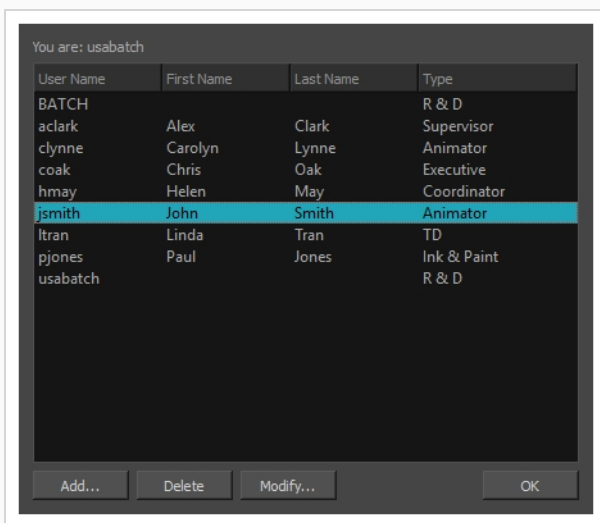 You are: usabatch
User Name First Name Last Name Type
BATCH R & D
aclark Alex Clark Supervisor
clynne Carolyn Lynne Animator
coak Chris Oak Executive
hmay Helen May Coordinator
jsmith John Smith Animator
ltran Linda Tran TD
pjones Paul Jones Ink & Paint
usabatch R & D
Add... Delete Modify... OK